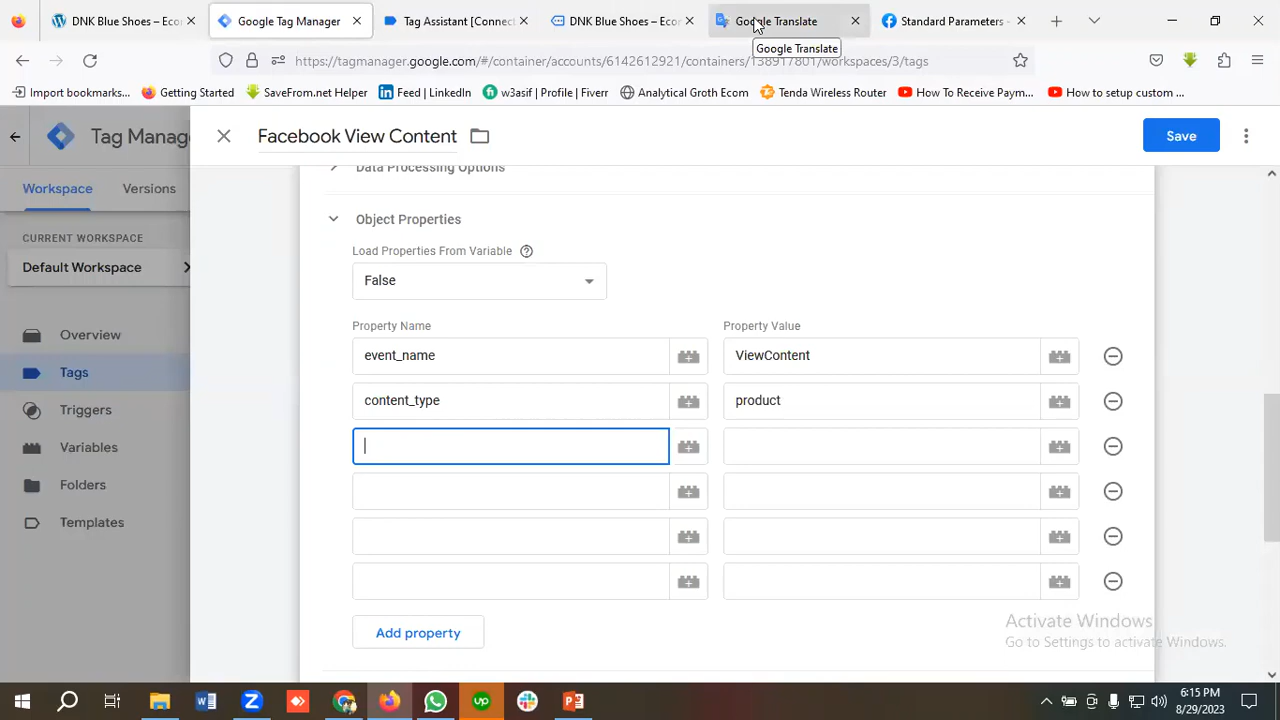 DNK Blue Shoes – Econ
Google Tag Manager
Tag Assistant [Connect
DNK Blue Shoes – Econ
Google Translate
Standard Parameters -
Google Translate
https://tagmanager.google.com/#/container/accounts/6142612921/containers/138917801/workspaces/3/tags
Import bookmarks...
Getting Started
SaveFrom.net Helper
Feed | LinkedIn
w3asif | Profile | Fiverr
Analytical Groth Ecom
Tenda Wireless Router
How To Receive Paym...
How to setup custom ...
Tag Manage
Facebook View Content
Save
Workspace
Versions
Data Processing Options
CURRENT WORKSPACE
Default Workspace
Object Properties
Load Properties From Variable
False
Overview
Tags
Triggers
Variables
Folders
Templates
Property Name
Property Value
event_name
ViewContent
content_type
product
Add property
Activate Windows
Go to Settings to activate Windows.
W
up
P
6:15 PM
8/29/2023